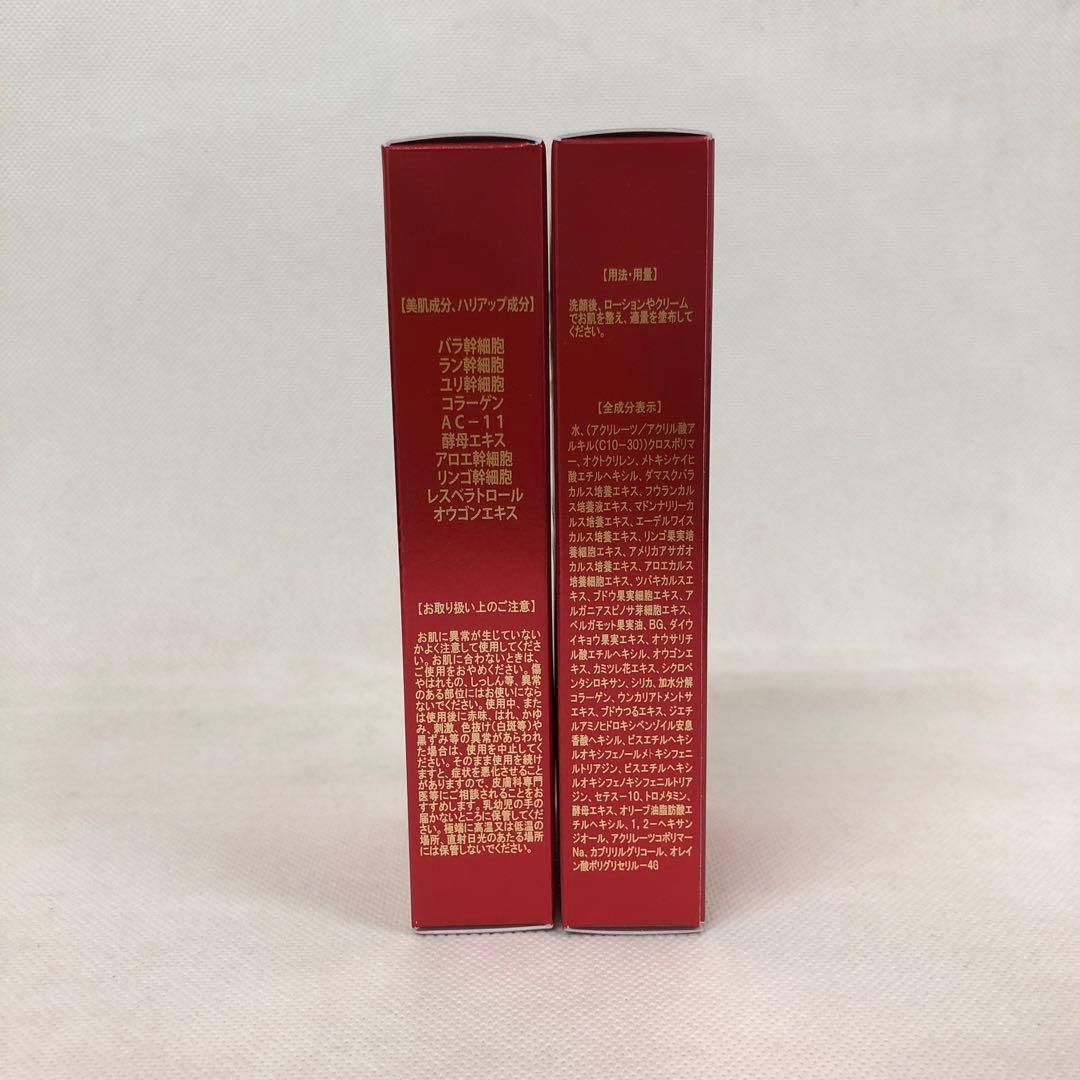 【美肌成分、ハリアップ成分】
バラ幹細胞
ラン幹細胞
ユリ幹細胞
コラーゲン
AC-11
酵母エキス
アロエ幹細胞
リンゴ幹細胞
レスベラトロール
オウゴンエキス
【お取り扱い上のご注意】
お肌に異常が生じていない
かよく注意して使用してくださ
い。お肌に合わないときは、
ご使用をおやめください。傷
やはれもの、しっしん等、異常
のある部位にはお使いになら
ないでください。使用中、また
は使用後に赤味、はれ、かゆ
み、刺激、色抜け(白斑等)や
黒ずみ等の異常があらわれ
た場合は、使用を中止してく
ださい。そのまま使用を続け
ますと、症状を悪化させること
がありますので、皮膚科専門
医等にご相談されることをお
すすめします。乳幼児の手の
届かないところに保管してくだ
さい。極端に高温又は低温の
場所、直射日光のあたる場所
には保管しないでください。
【用法・用量】
洗顔後、ローションやクリーム
でお肌を整え、適量を塗布して
ください。
【全成分表示】
水、(アクリレーツ/アクリル酸ア
ルキル(C10-30))クロスポリマ
ー、オクトクリレン、メトキシケイヒ
酸エチルヘキシル、ダマスクバラ
カルス培養エキス、フウランカル
ス培養液エキス、マドンナリリーカ
ルス培養エキス、エーデルワイス
カルス培養エキス、リンゴ果実培
養細胞エキス、アメリカアサガオ
カルス培養エキス、アロエカルス
培養細胞エキス、ツバキカルスエ
キス、ブドウ果実細胞エキス、ア
ルガニアスピノサ芽細胞エキス、
ベルガモット果実油、BG、ダイウ
イキョウ果実エキス、オウサリチ
ル酸エチルヘキシル、オウゴンエ
キス、カミツレ花エキス、シクロペ
ンタシロキサン、シリカ、加水分解
コラーゲン、ウンカリアトメントサ
エキス、ブドウつるエキス、ジエチ
ルアミノヒドロキシベンゾイル安息
香酸ヘキシル、ビスエチルヘキシ
ルオキシフェノールメトキシフェニ
ルトリアジン、ビスエチルヘキシ
ルオキシフェノキシフェニルトリア
ジン、セテス-10、トロメタミン、
酵母エキス、オリーブ油脂肪酸エ
チルヘキシル、1,2-ヘキサン
ジオール、アクリレーツコポリマー
Na、カプリリルグリコール、オレイ
ン酸ポリグリセリル-4G